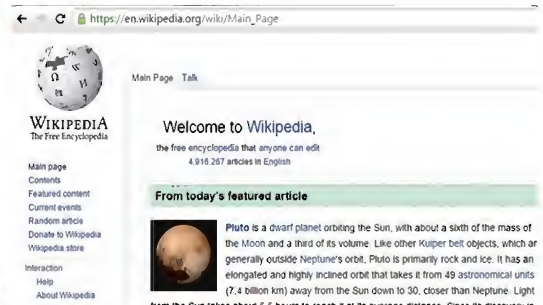 https://en.wikipedia.org/wiki/Main_Page
Main Page Talk
WIKIPEDIA
The Free Encyclopedia
Welcome to Wikipedia,
the free encyclopedia that anyone can edit
4,916,267 articles in English
Main page
Contents
Featured content
Current events
Random article
Donate to Wikipedia
Wikipedia store
Interaction
Help
About Wikipedia
From today's featured article
Pluto is a dwarf planet orbiting the Sun, with about a sixth of the mass of
the Moon and a third of its volume. Like other Kuiper belt objects, which ar
generally outside Neptune's orbit, Pluto is primarily rock and ice. It has an
elongated and highly inclined orbit that takes it from 49 astronomical units
(7.4 billion km) away from the Sun down to 30, closer than Neptune. Light